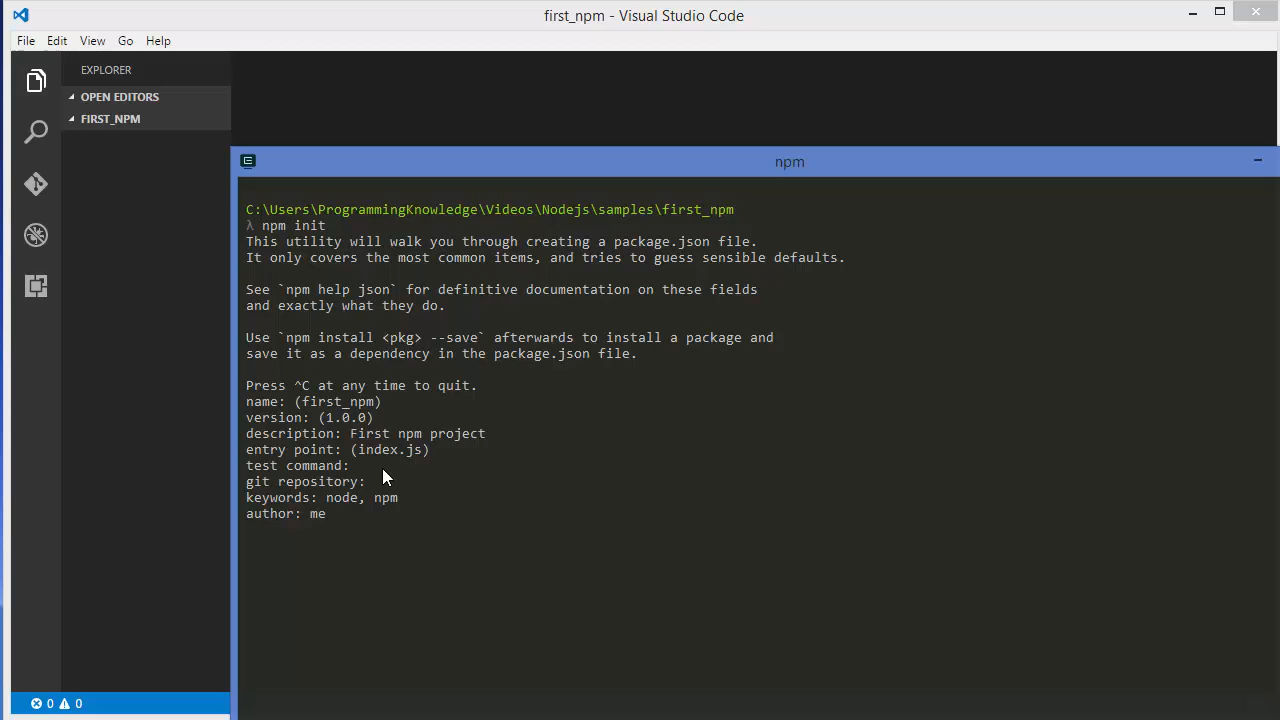 first_npm - Visual Studio Code
File Edit View Go Help
EXPLORER
OPEN EDITORS
FIRST_NPM
npm
C:\Users\ProgrammingKnowledge\Videos\Nodejs\samples\first_npm
λ npm init
This utility will walk you through creating a package.json file.
It only covers the most common items, and tries to guess sensible defaults.
See `npm help json` for definitive documentation on these fields
and exactly what they do.
Use `npm install <pkg> --save` afterwards to install a package and
save it as a dependency in the package.json file.
Press ^C at any time to quit.
name: (first_npm)
version: (1.0.0)
description: First npm project
entry point: (index.js)
test command:
git repository:
keywords: node, npm
author: me
0 0